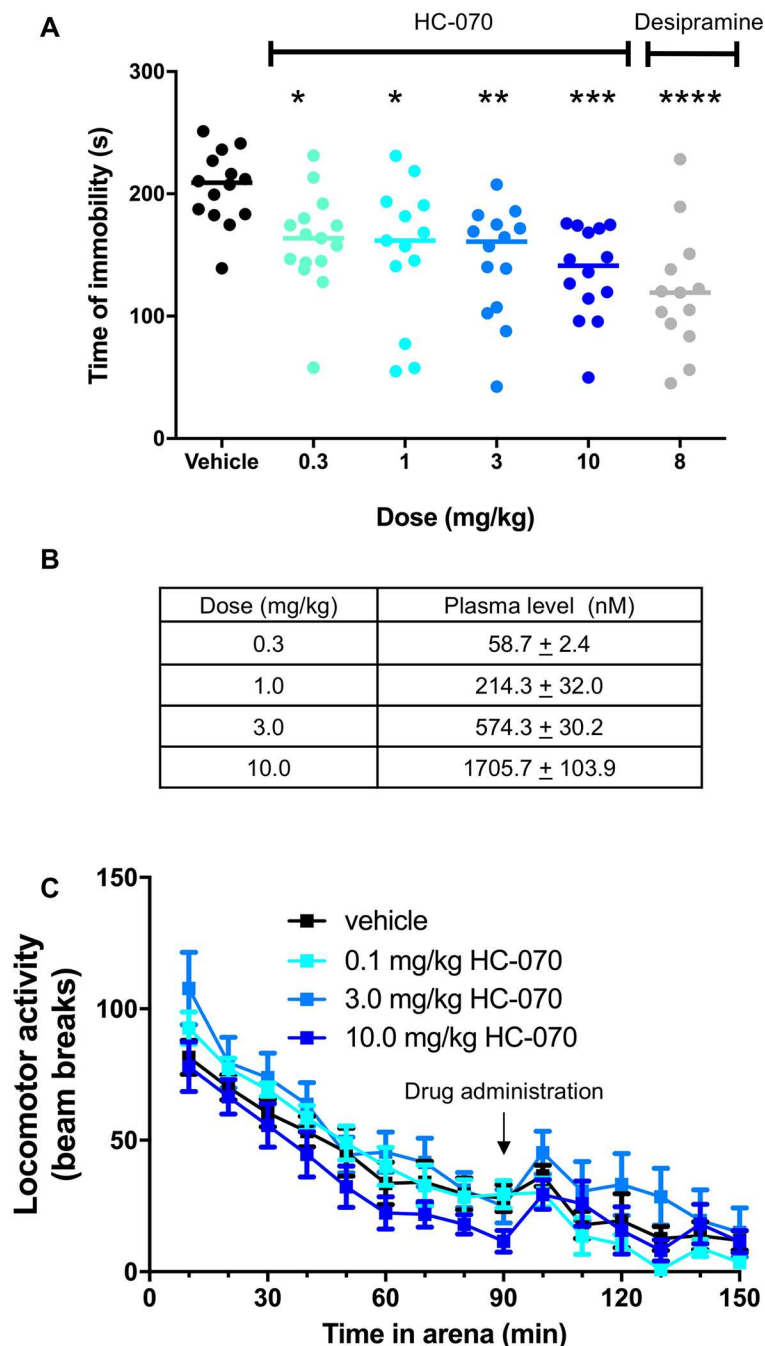 A
HC-070
Desipramine
* * ** *** ****
Time of immobility (s)
300
200
100
0
Vehicle 0.3 1 3 10 8
Dose (mg/kg)
B
Dose (mg/kg) Plasma level (nM)
0.3 58.7 ± 2.4
1.0 214.3 ± 32.0
3.0 574.3 ± 30.2
10.0 1705.7 ± 103.9
C
Locomotor activity
(beam breaks)
150
100
50
0
vehicle
0.1 mg/kg HC-070
3.0 mg/kg HC-070
10.0 mg/kg HC-070
Drug administration
0 30 60 90 120 150
Time in arena (min)